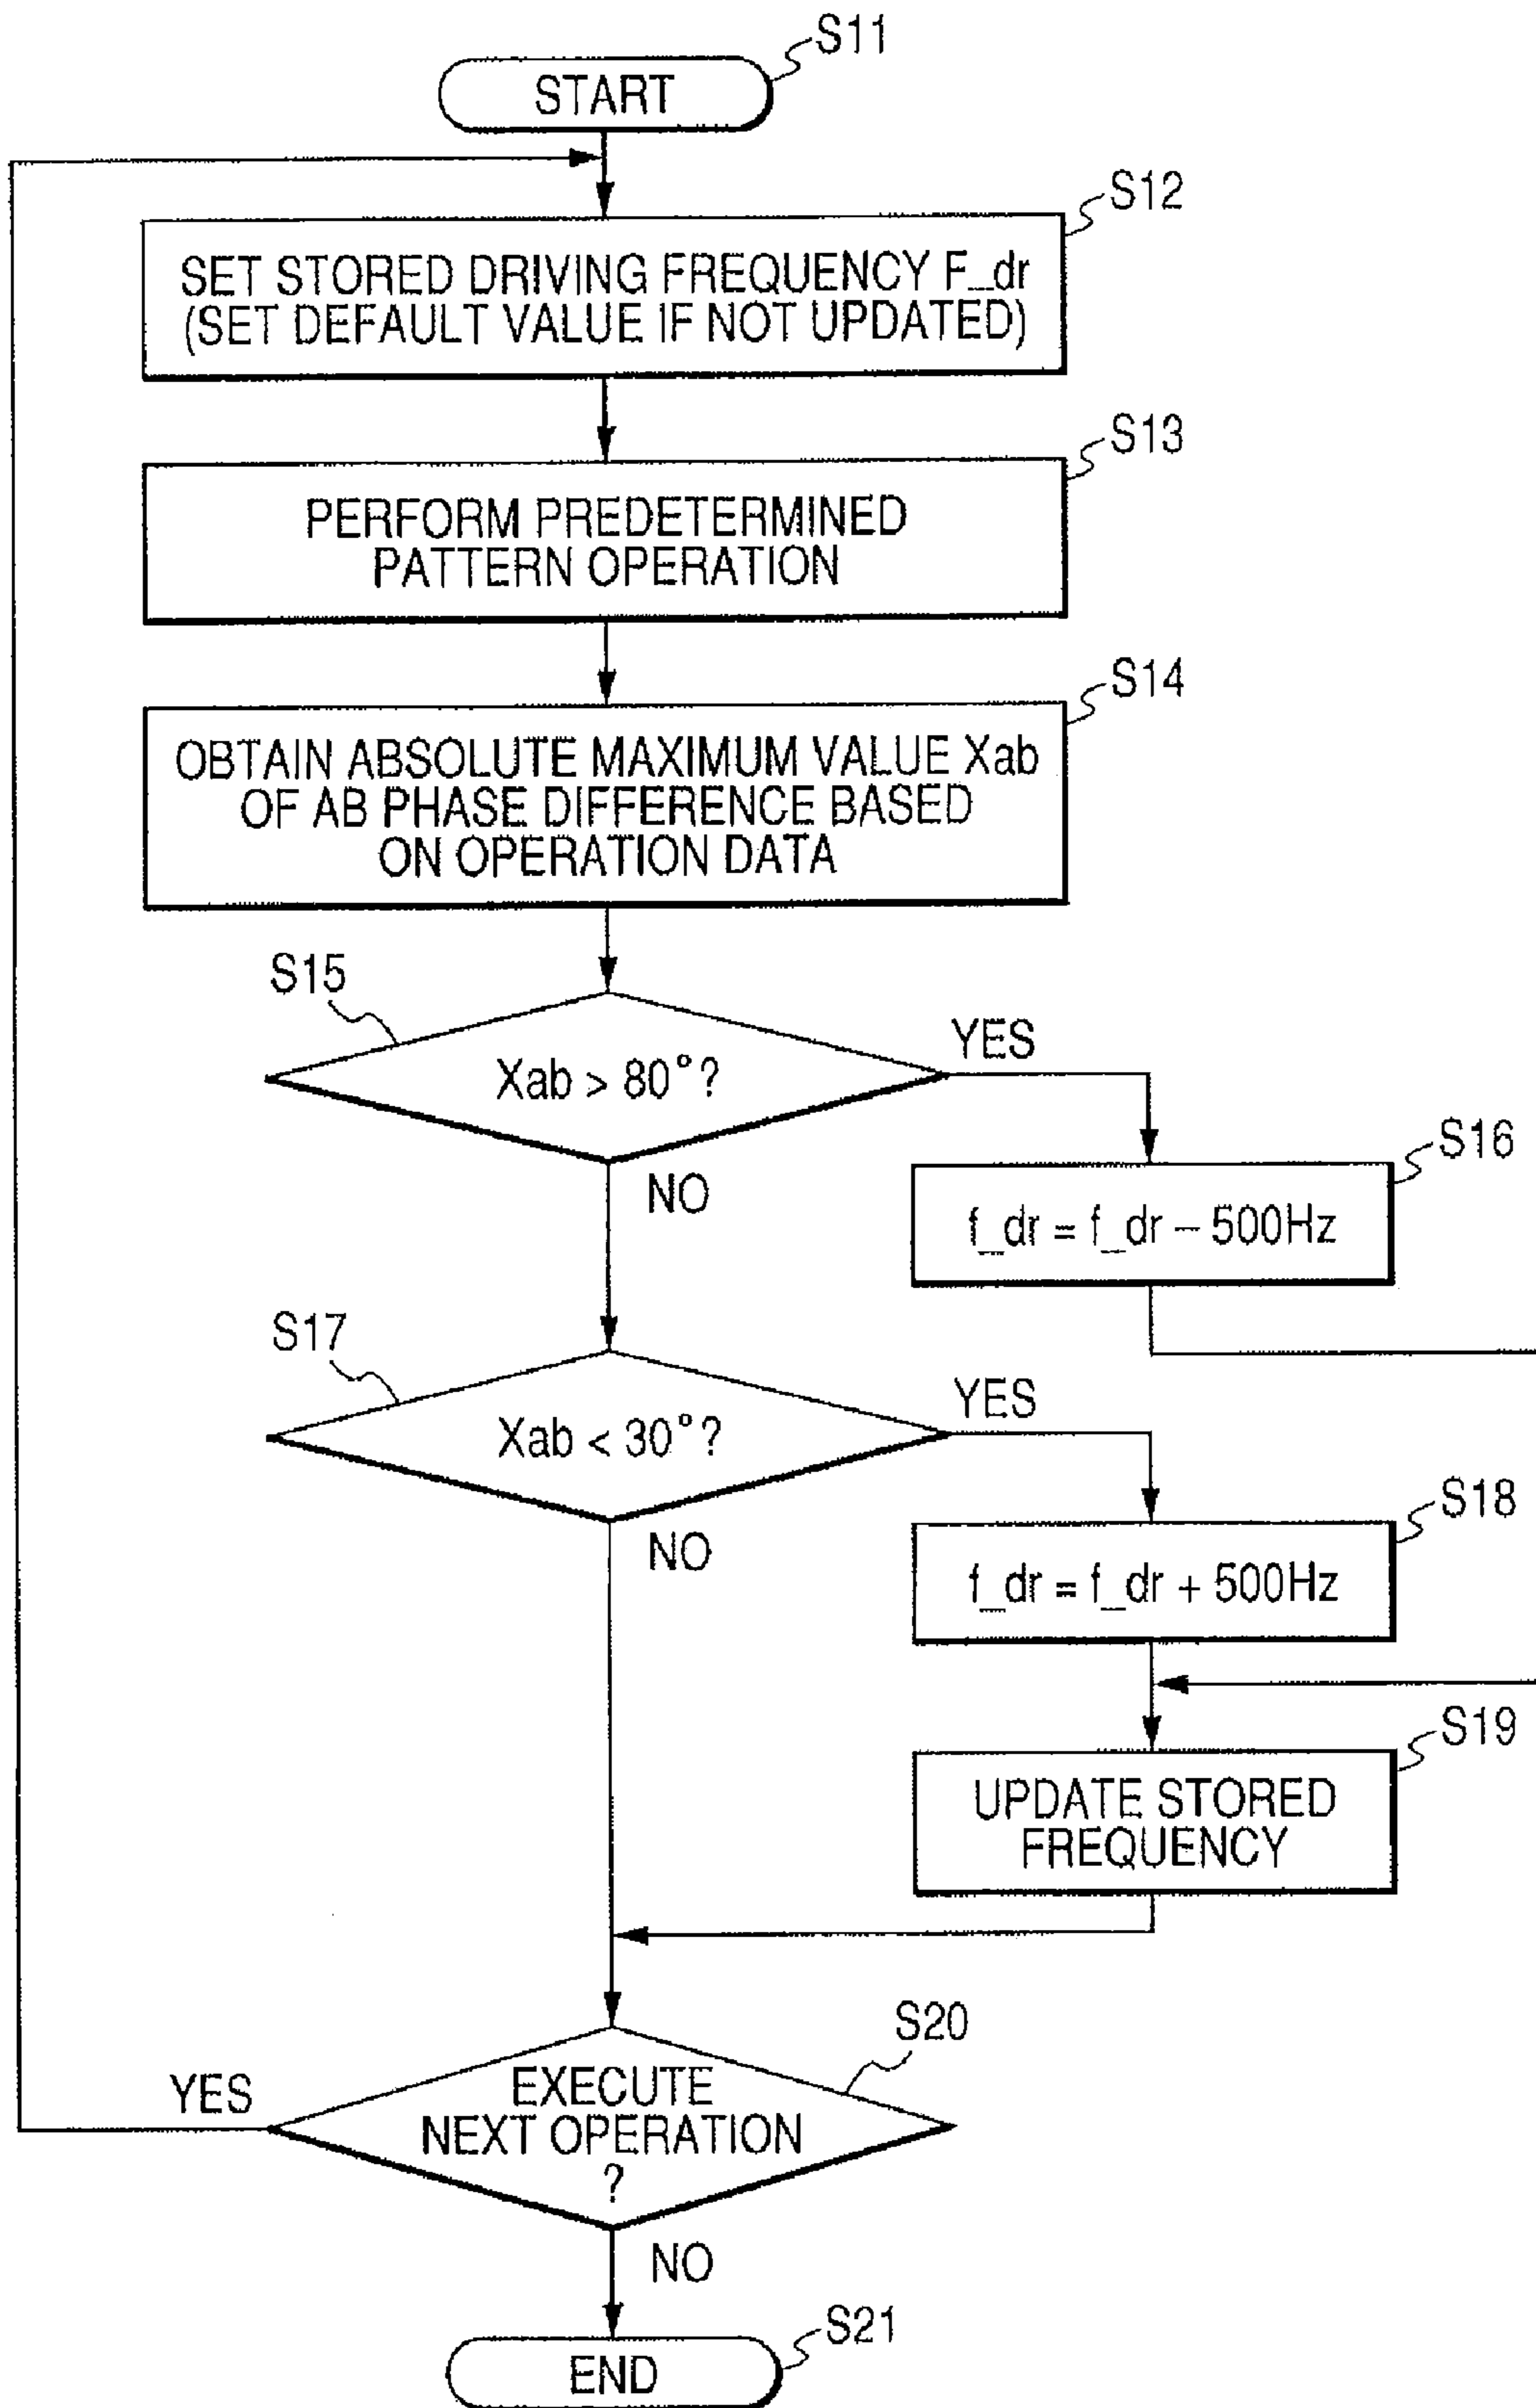 S11
START
S12
SET STORED DRIVING FREQUENCY F_dr
(SET DEFAULT VALUE IF NOT UPDATED)
S13
PERFORM PREDETERMINED
PATTERN OPERATION
S14
OBTAIN ABSOLUTE MAXIMUM VALUE Xab
OF AB PHASE DIFFERENCE BASED
ON OPERATION DATA
S15
Xab > 80°?
YES
NO
S16
f_dr = f_dr – 500Hz
S17
Xab < 30°?
YES
NO
S18
f_dr = f_dr + 500Hz
S19
UPDATE STORED
FREQUENCY
S20
EXECUTE
NEXT OPERATION
?
YES
NO
S21
END